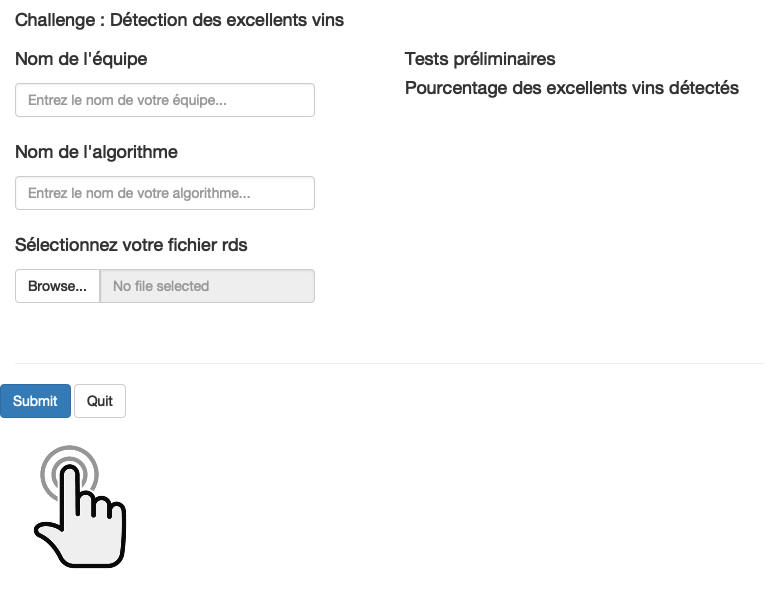 Challenge : Détection des excellents vins
Nom de l'équipe
Entrez le nom de votre équipe...
Nom de l'algorithme
Entrez le nom de votre algorithme...
Sélectionnez votre fichier rds
Browse... No file selected
Tests préliminaires
Pourcentage des excellents vins détectés
Submit Quit